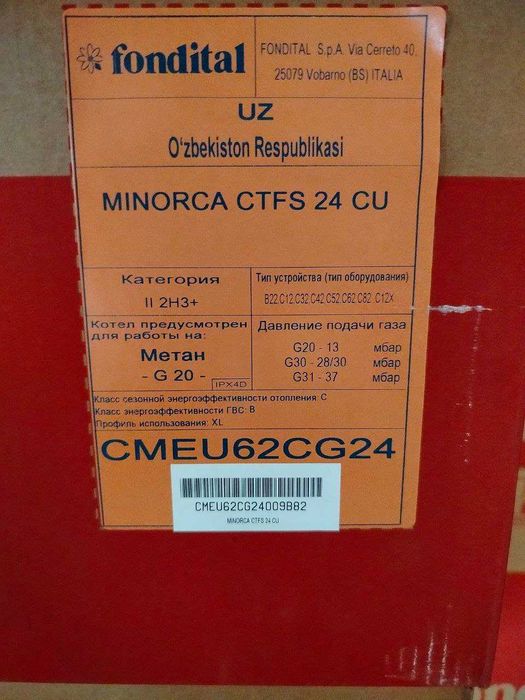 fondital
FONDITAL S.p.A. Via Cerreto 40,
25079 Vobarno (BS) ITALIA
UZ
O'zbekiston Respublikasi
MINORCA CTFS 24 CU
Категория
II 2H3+
Тип устройства (тип оборудования)
B22,C12,C32,C42,C52,C62,C82, C12X
Котел предусмотрен
для работы на:
Метан
- G 20 -
IPX4D
Давление подачи газа
G20 - 13 мбар
G30 - 28/30 мбар
G31 - 37 мбар
Класс сезонной энергоэффективности отопления: C
Класс энергоэффективности ГВС: B
Профиль использования: XL
CMEU62CG24
CMEU62CG24009B82
MINORCA CTFS 24 CU